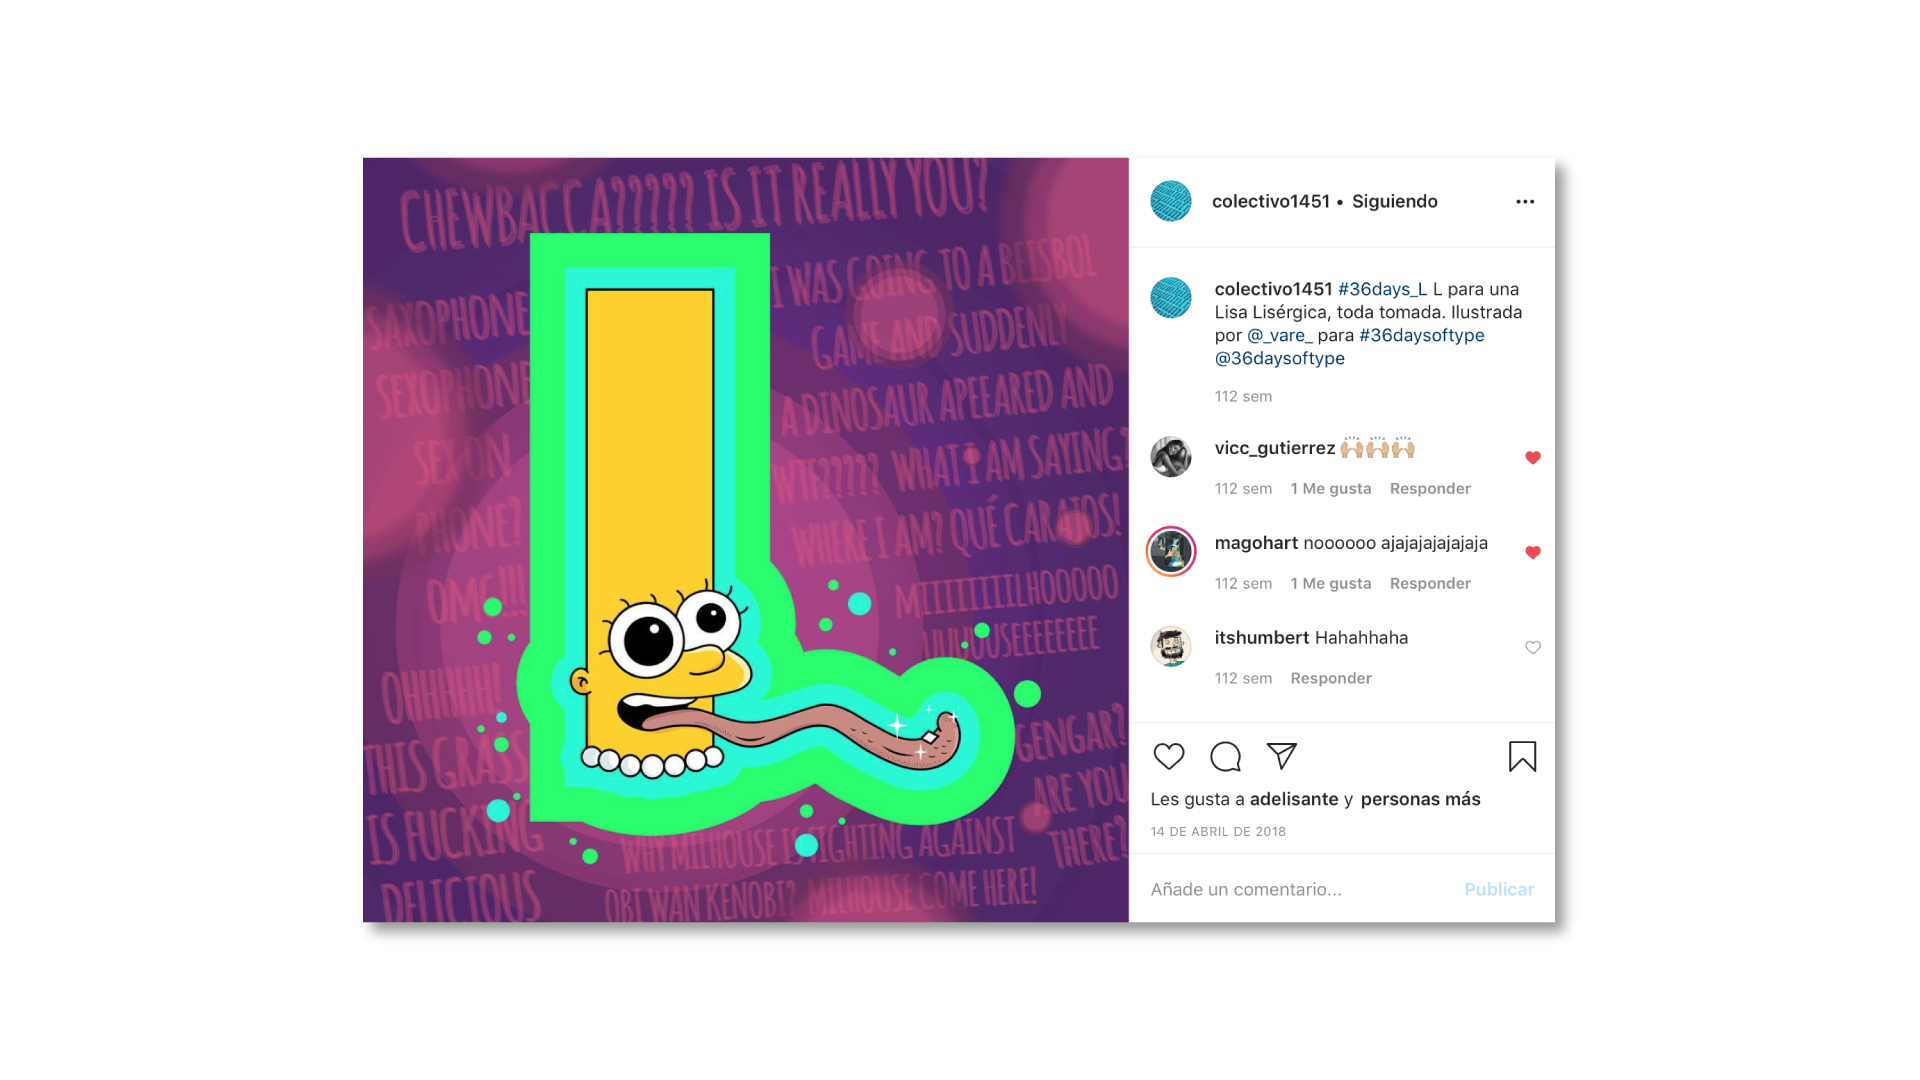 CHEWBACCA????? IS IT REALLY YOU?
I WAS GOING TO A BEISBOL
GAME AND SUDDENLY
A DINOSAUR APEEARED AND
WTF????? WHAT I AM SAYING?
WHERE I AM? QUÉ CARAJOS!
MIIIIIIILHOOOOO
UUUUUSEEEEEEEE
SAXOPHONE
SEXOPHONE
SEX ON
PHONE?
OMG!!!
OHHHHH!
THIS GRASS
IS FUCKING
DELICIOUS
GENGAR?
ARE YOU
THERE?
WHY MILHOUSE IS FIGHTING AGAINST
OBI WAN KENOBI? MILHOUSE COME HERE!
colectivo1451 • Siguiendo
colectivo1451 #36days_L L para una
Lisa Lisérgica, toda tomada. Ilustrada
por @_vare_ para #36daysoftype
@36daysoftype
112 sem
vicc_gutierrez 🙌🏼🙌🏼🙌🏼
112 sem 1 Me gusta Responder
magohart noooooo ajajajajajajaja
112 sem 1 Me gusta Responder
itshumbert Hahahhaha
112 sem Responder
Les gusta a adelisante y personas más
14 DE ABRIL DE 2018
Añade un comentario... Publicar